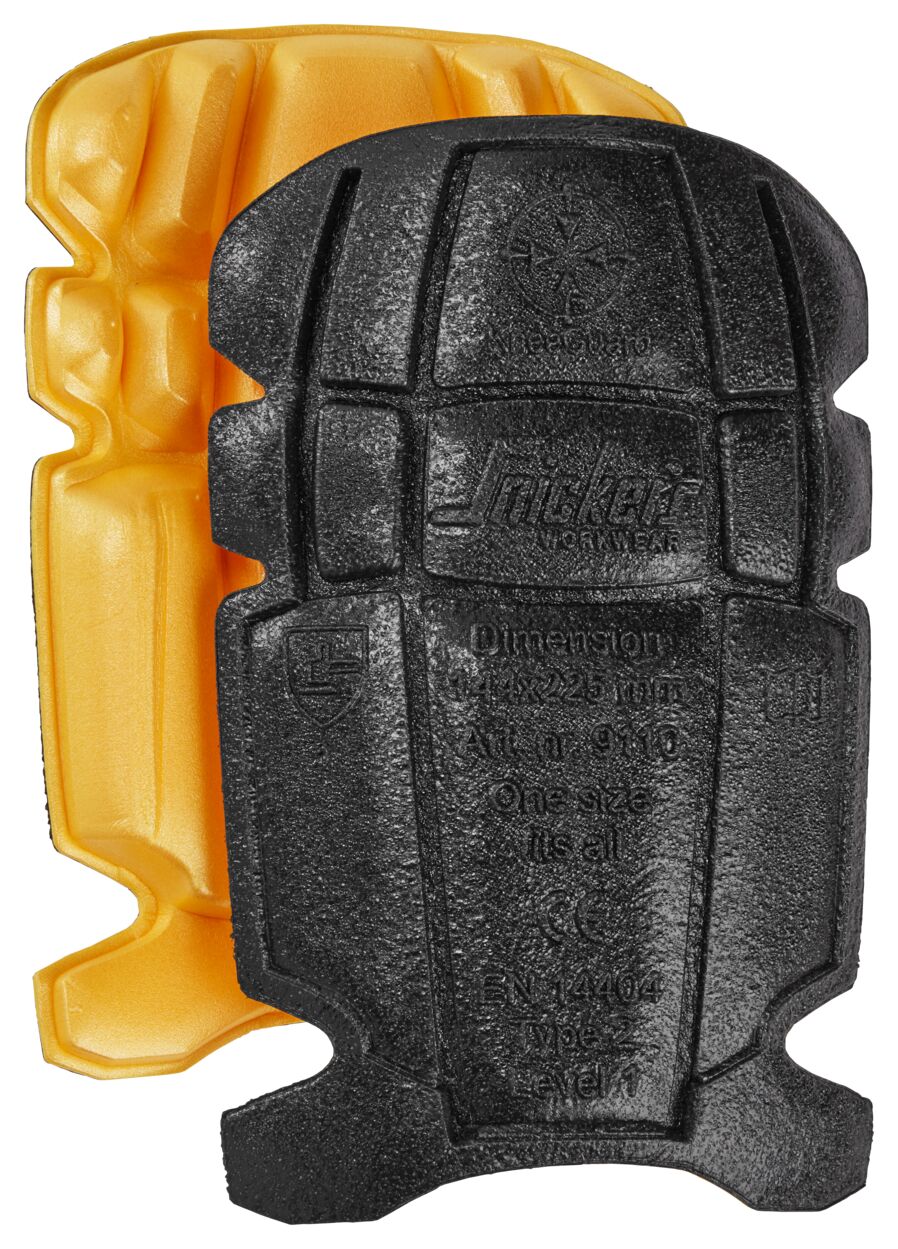 KneeGuard
Snickers
WORKWEAR
Dimension
144x225 mm
Art. nr. 9110
One size
fits all
CE
EN 14404
Type 2
Level 1